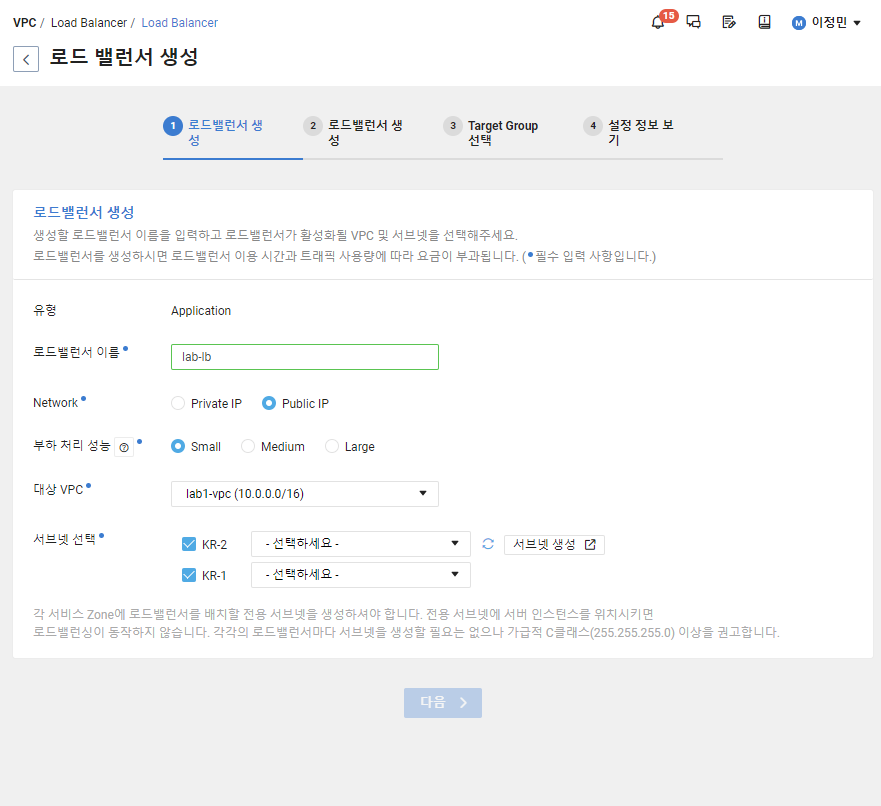 VPC / Load Balancer / Load Balancer
15
M 이정민
로드 밸런서 생성
1 로드밸런서 생
성
2 로드밸런서 생
성
3 Target Group
선택
4 설정 정보 보
기
로드밸런서 생성
생성할 로드밸런서 이름을 입력하고 로드밸런서가 활성화될 VPC 및 서브넷을 선택해주세요.
로드밸런서를 생성하시면 로드밸런서 이용 시간과 트래픽 사용량에 따라 요금이 부과됩니다. (•필수 입력 사항입니다.)
유형 Application
로드밸런서 이름• lab-lb
Network• Private IP Public IP
부하 처리 성능 ? • Small Medium Large
대상 VPC• lab1-vpc (10.0.0.0/16)
서브넷 선택• KR-2 - 선택하세요 - 서브넷 생성
KR-1 - 선택하세요 -
각 서비스 Zone에 로드밸런서를 배치할 전용 서브넷을 생성하셔야 합니다. 전용 서브넷에 서버 인스턴스를 위치시키면
로드밸런싱이 동작하지 않습니다. 각각의 로드밸런서마다 서브넷을 생성할 필요는 없으나 가급적 C클래스(255.255.255.0) 이상을 권고합니다.
다음